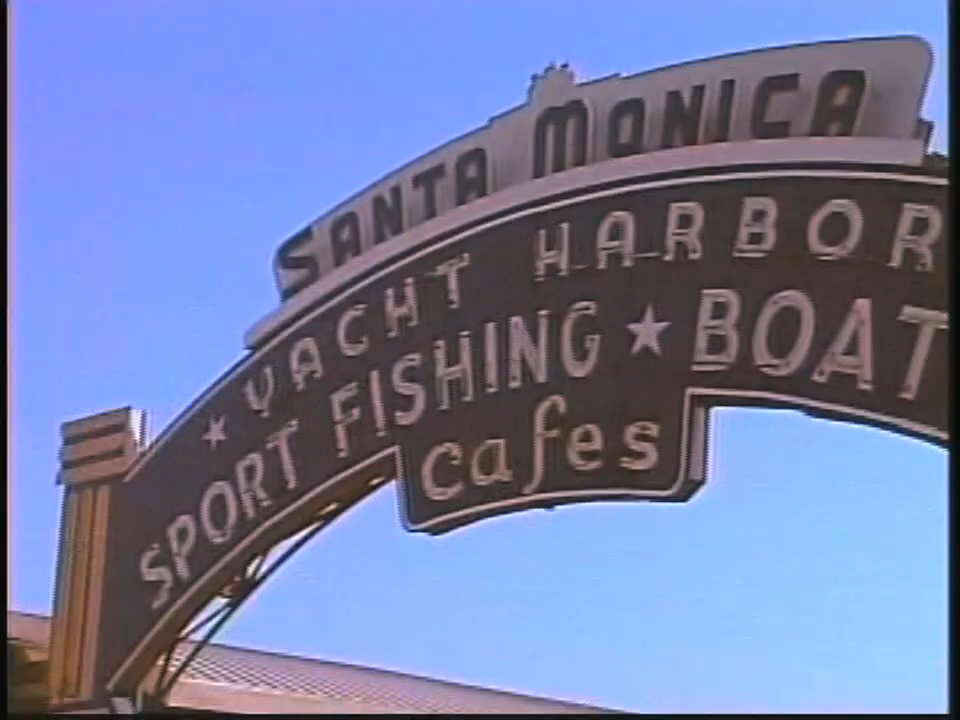 SANTA MONICA
★ YACHT HARBOR
SPORT FISHING ★ BOAT
cafes